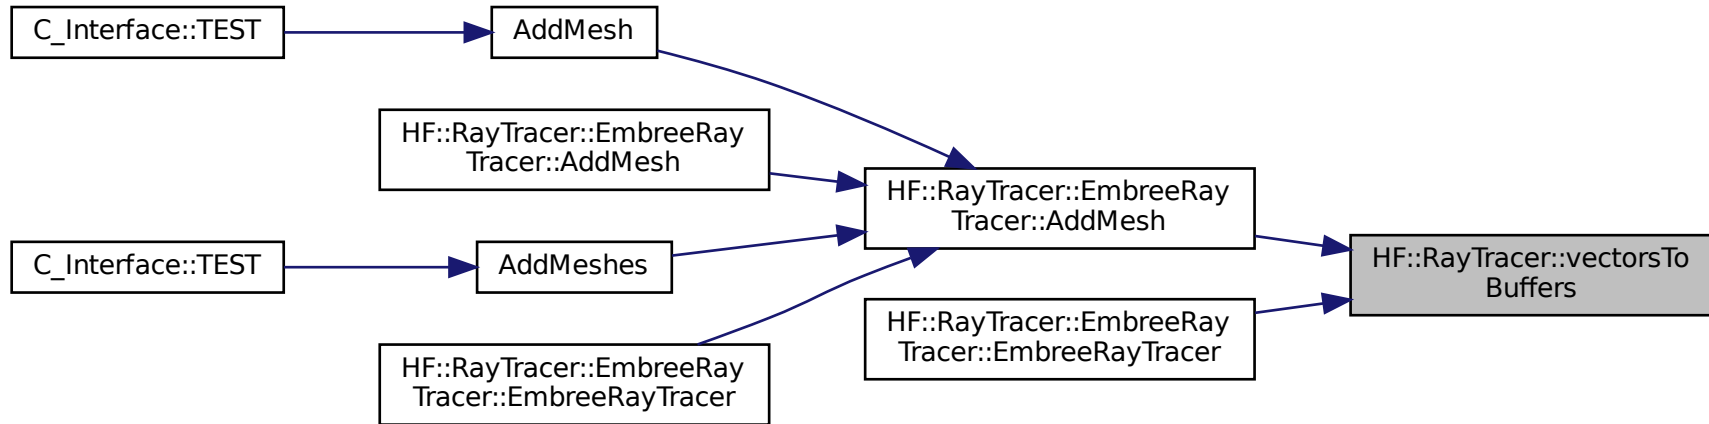 C_Interface::TEST
AddMesh
HF::RayTracer::EmbreeRay
Tracer::AddMesh
C_Interface::TEST
AddMeshes
HF::RayTracer::EmbreeRay
Tracer::EmbreeRayTracer
HF::RayTracer::EmbreeRay
Tracer::AddMesh
HF::RayTracer::EmbreeRay
Tracer::EmbreeRayTracer
HF::RayTracer::vectorsTo
Buffers